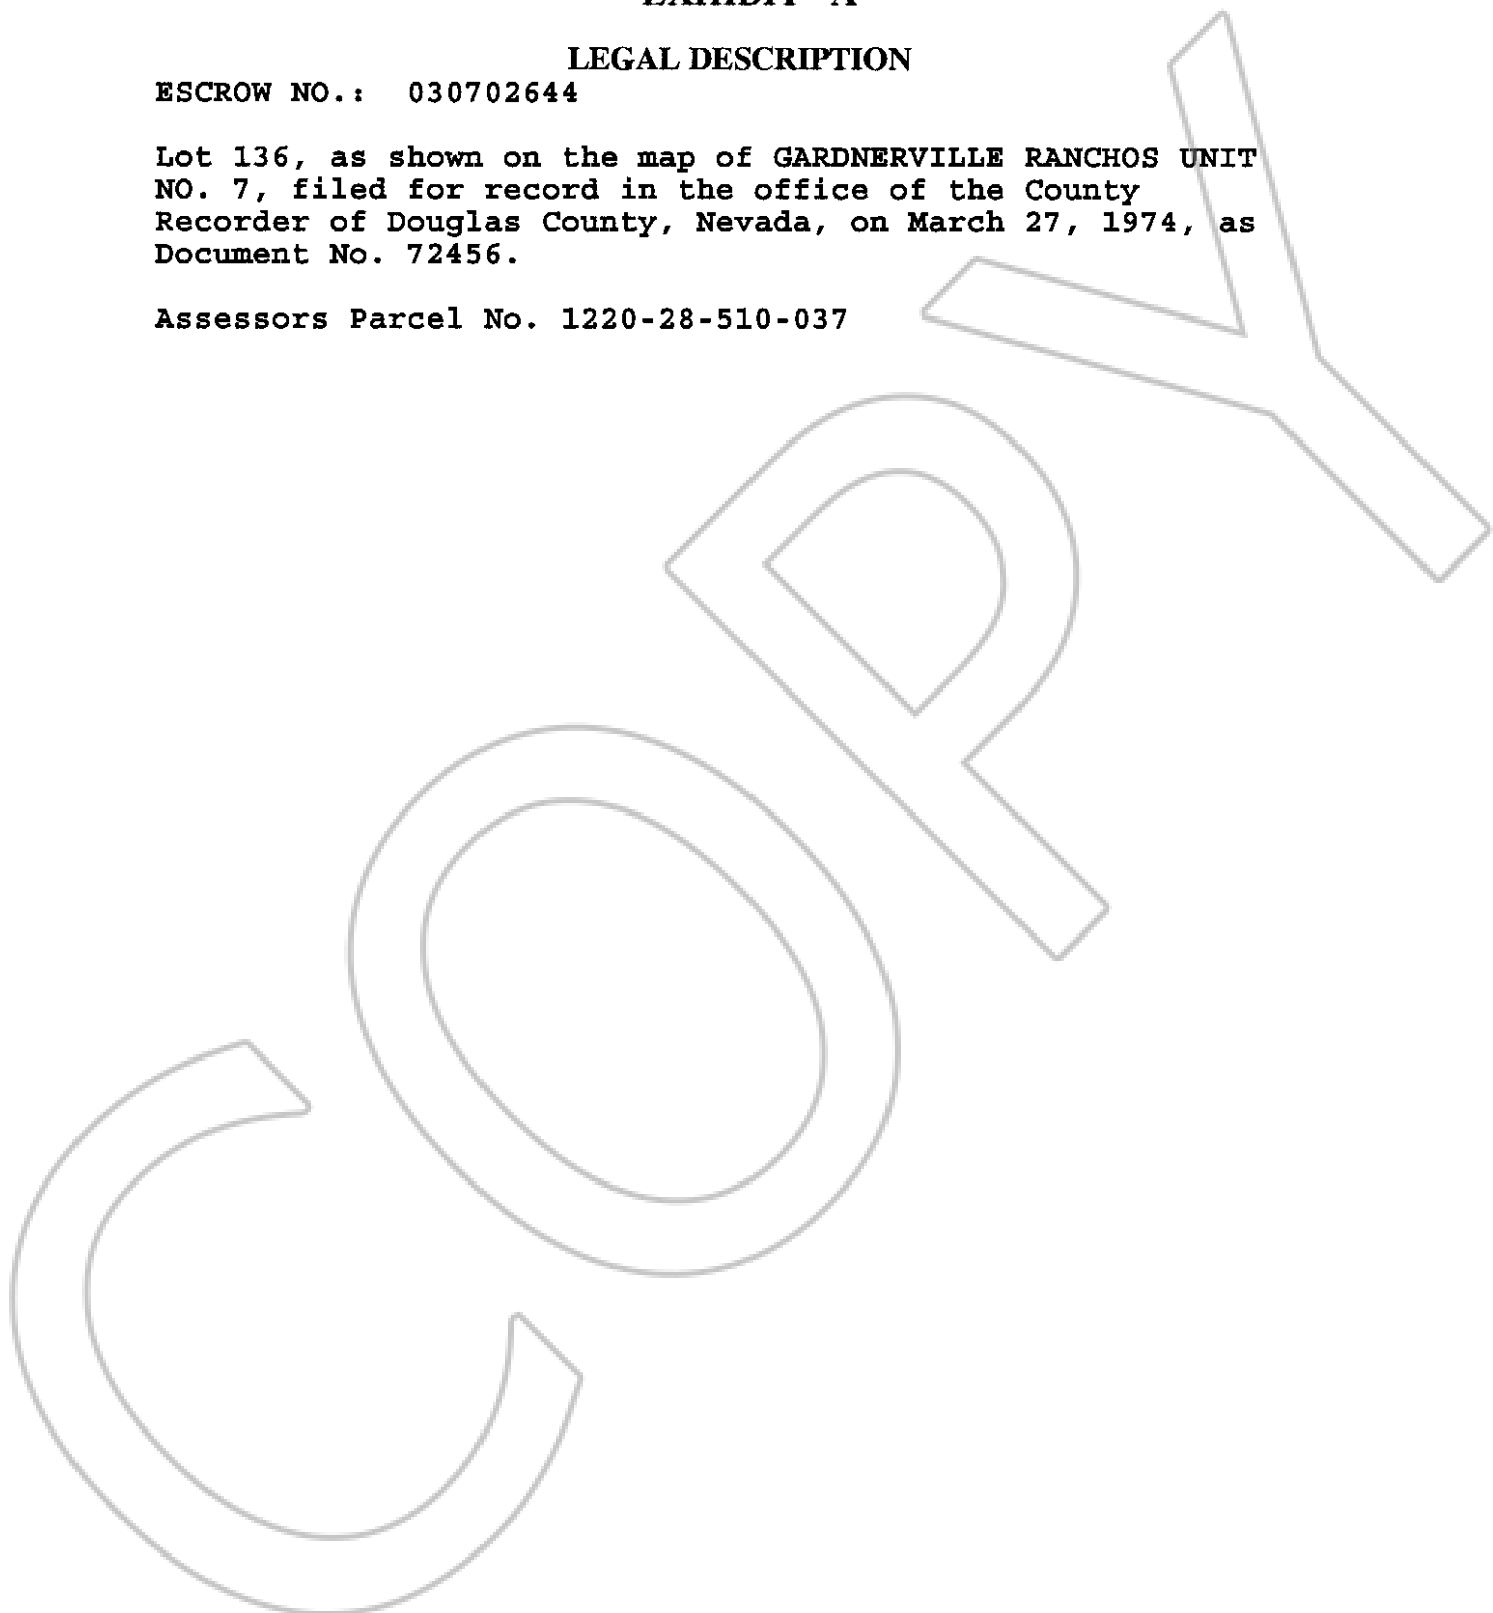 EXHIBIT "A"
LEGAL DESCRIPTION
ESCROW NO.: 030702644
Lot 136, as shown on the map of GARDNERVILLE RANCHOS UNIT
NO. 7, filed for record in the office of the County
Recorder of Douglas County, Nevada, on March 27, 1974, as
Document No. 72456.
Assessors Parcel No. 1220-28-510-037
COPY